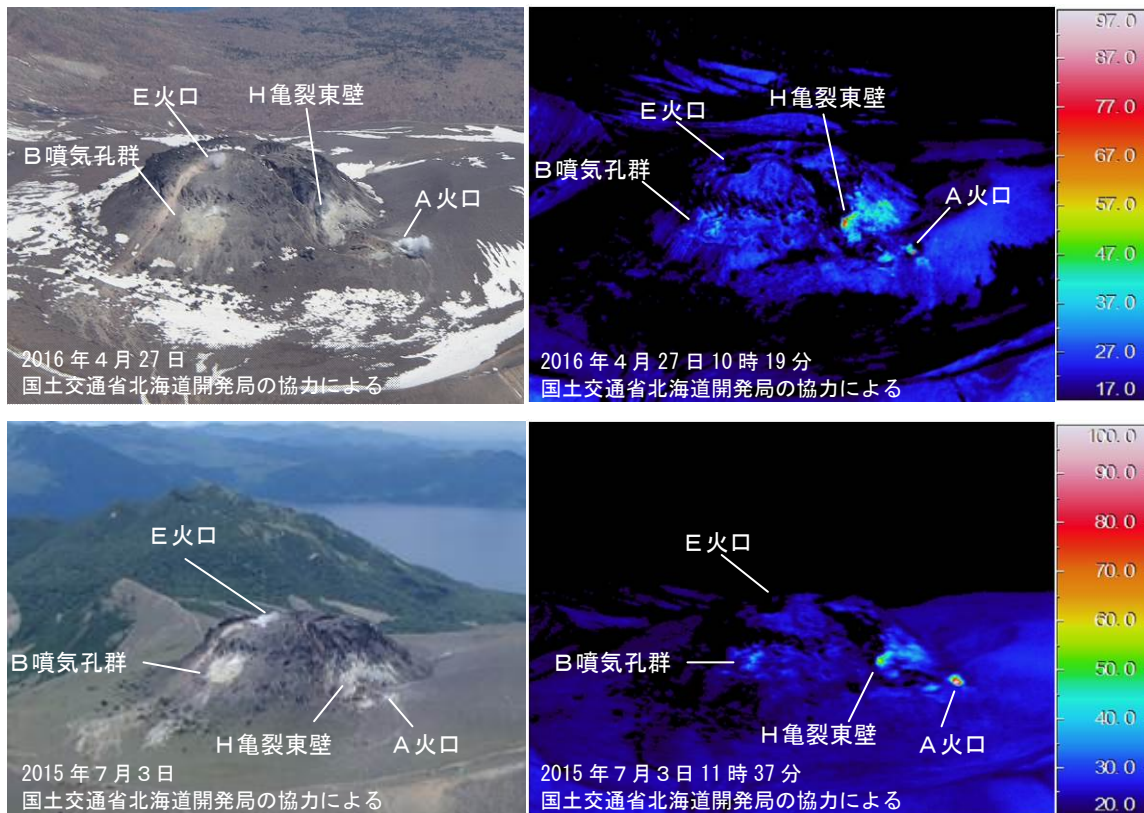 E火口
H亀裂東壁
B噴気孔群
A火口
2016年4月27日
国土交通省北海道開発局の協力による
E火口
H亀裂東壁
B噴気孔群
A火口
2016年4月27日10時19分
国土交通省北海道開発局の協力による
97.0
87.0
77.0
67.0
57.0
47.0
37.0
27.0
17.0
E火口
B噴気孔群
H亀裂東壁
A火口
2015年7月3日
国土交通省北海道開発局の協力による
E火口
B噴気孔群
H亀裂東壁
A火口
2015年7月3日11時37分
国土交通省北海道開発局の協力による
100.0
90.0
80.0
70.0
60.0
50.0
40.0
30.0
20.0